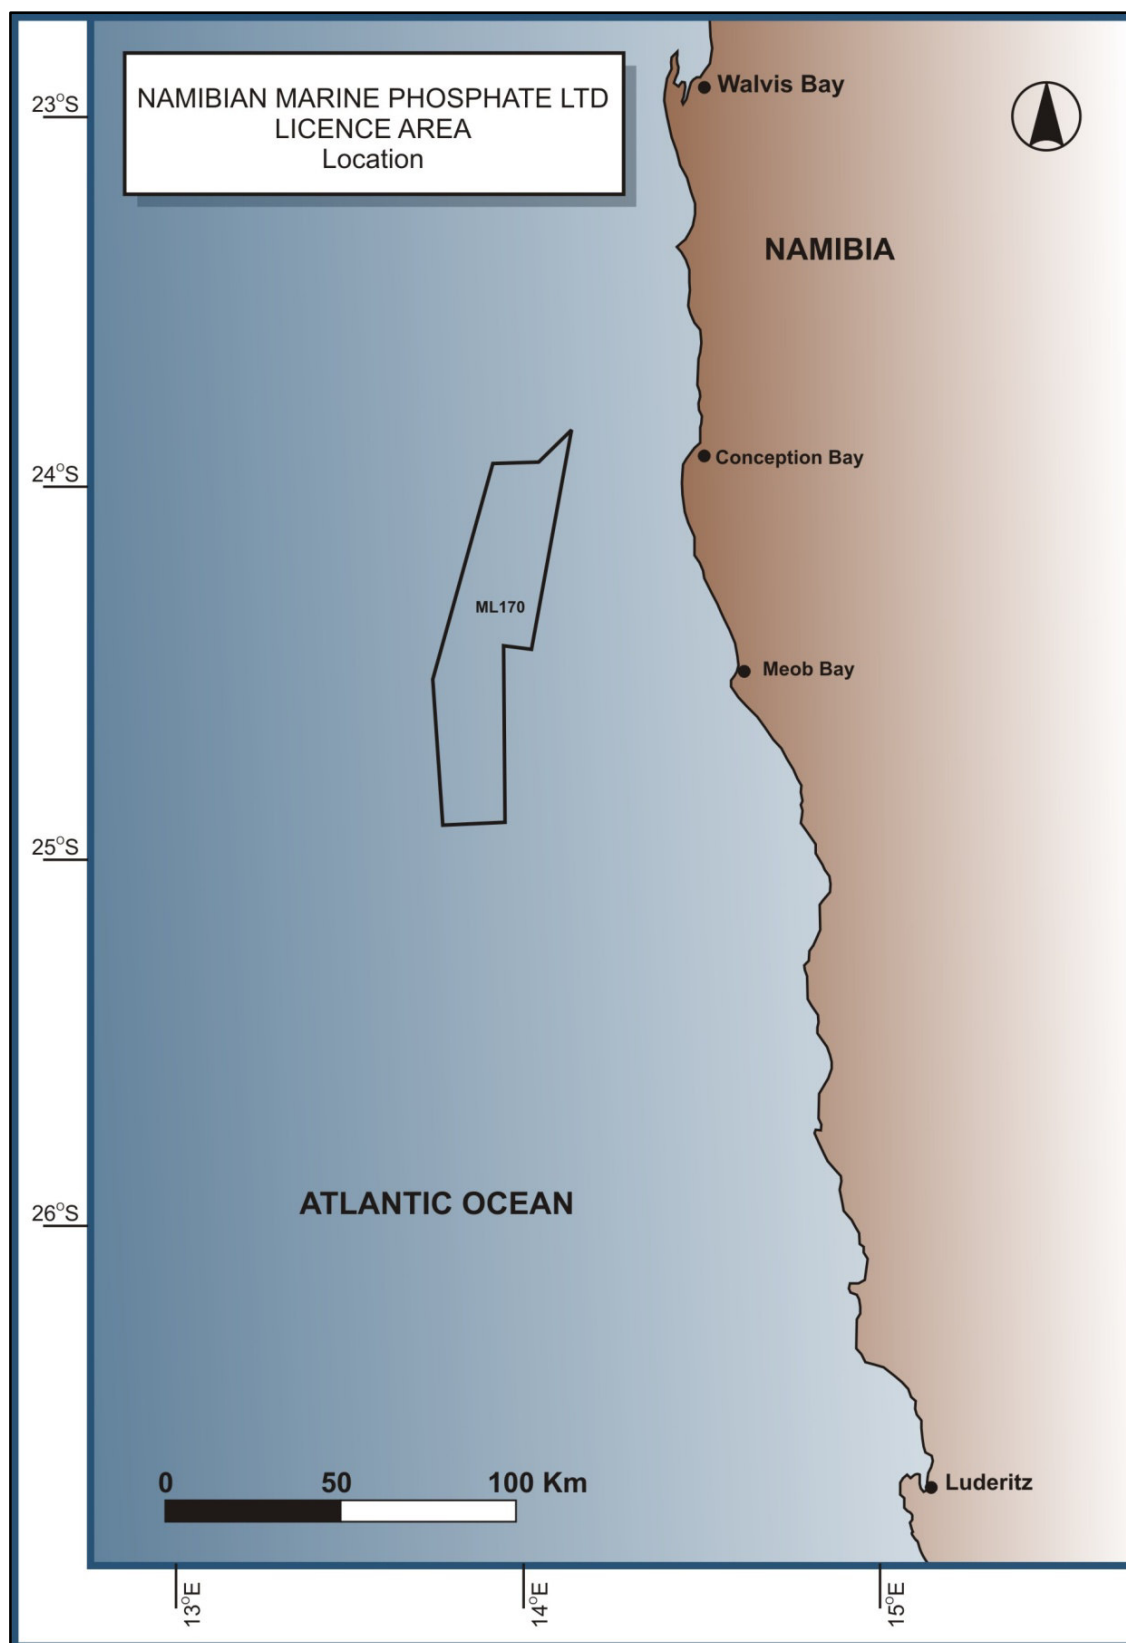 NAMIBIAN MARINE PHOSPHATE LTD
LICENCE AREA
Location
Walvis Bay
23°S
NAMIBIA
Conception Bay
24°S
ML170
Meob Bay
25°S
ATLANTIC OCEAN
26°S
0 50 100 Km
Luderitz
13°E 14°E 15°E